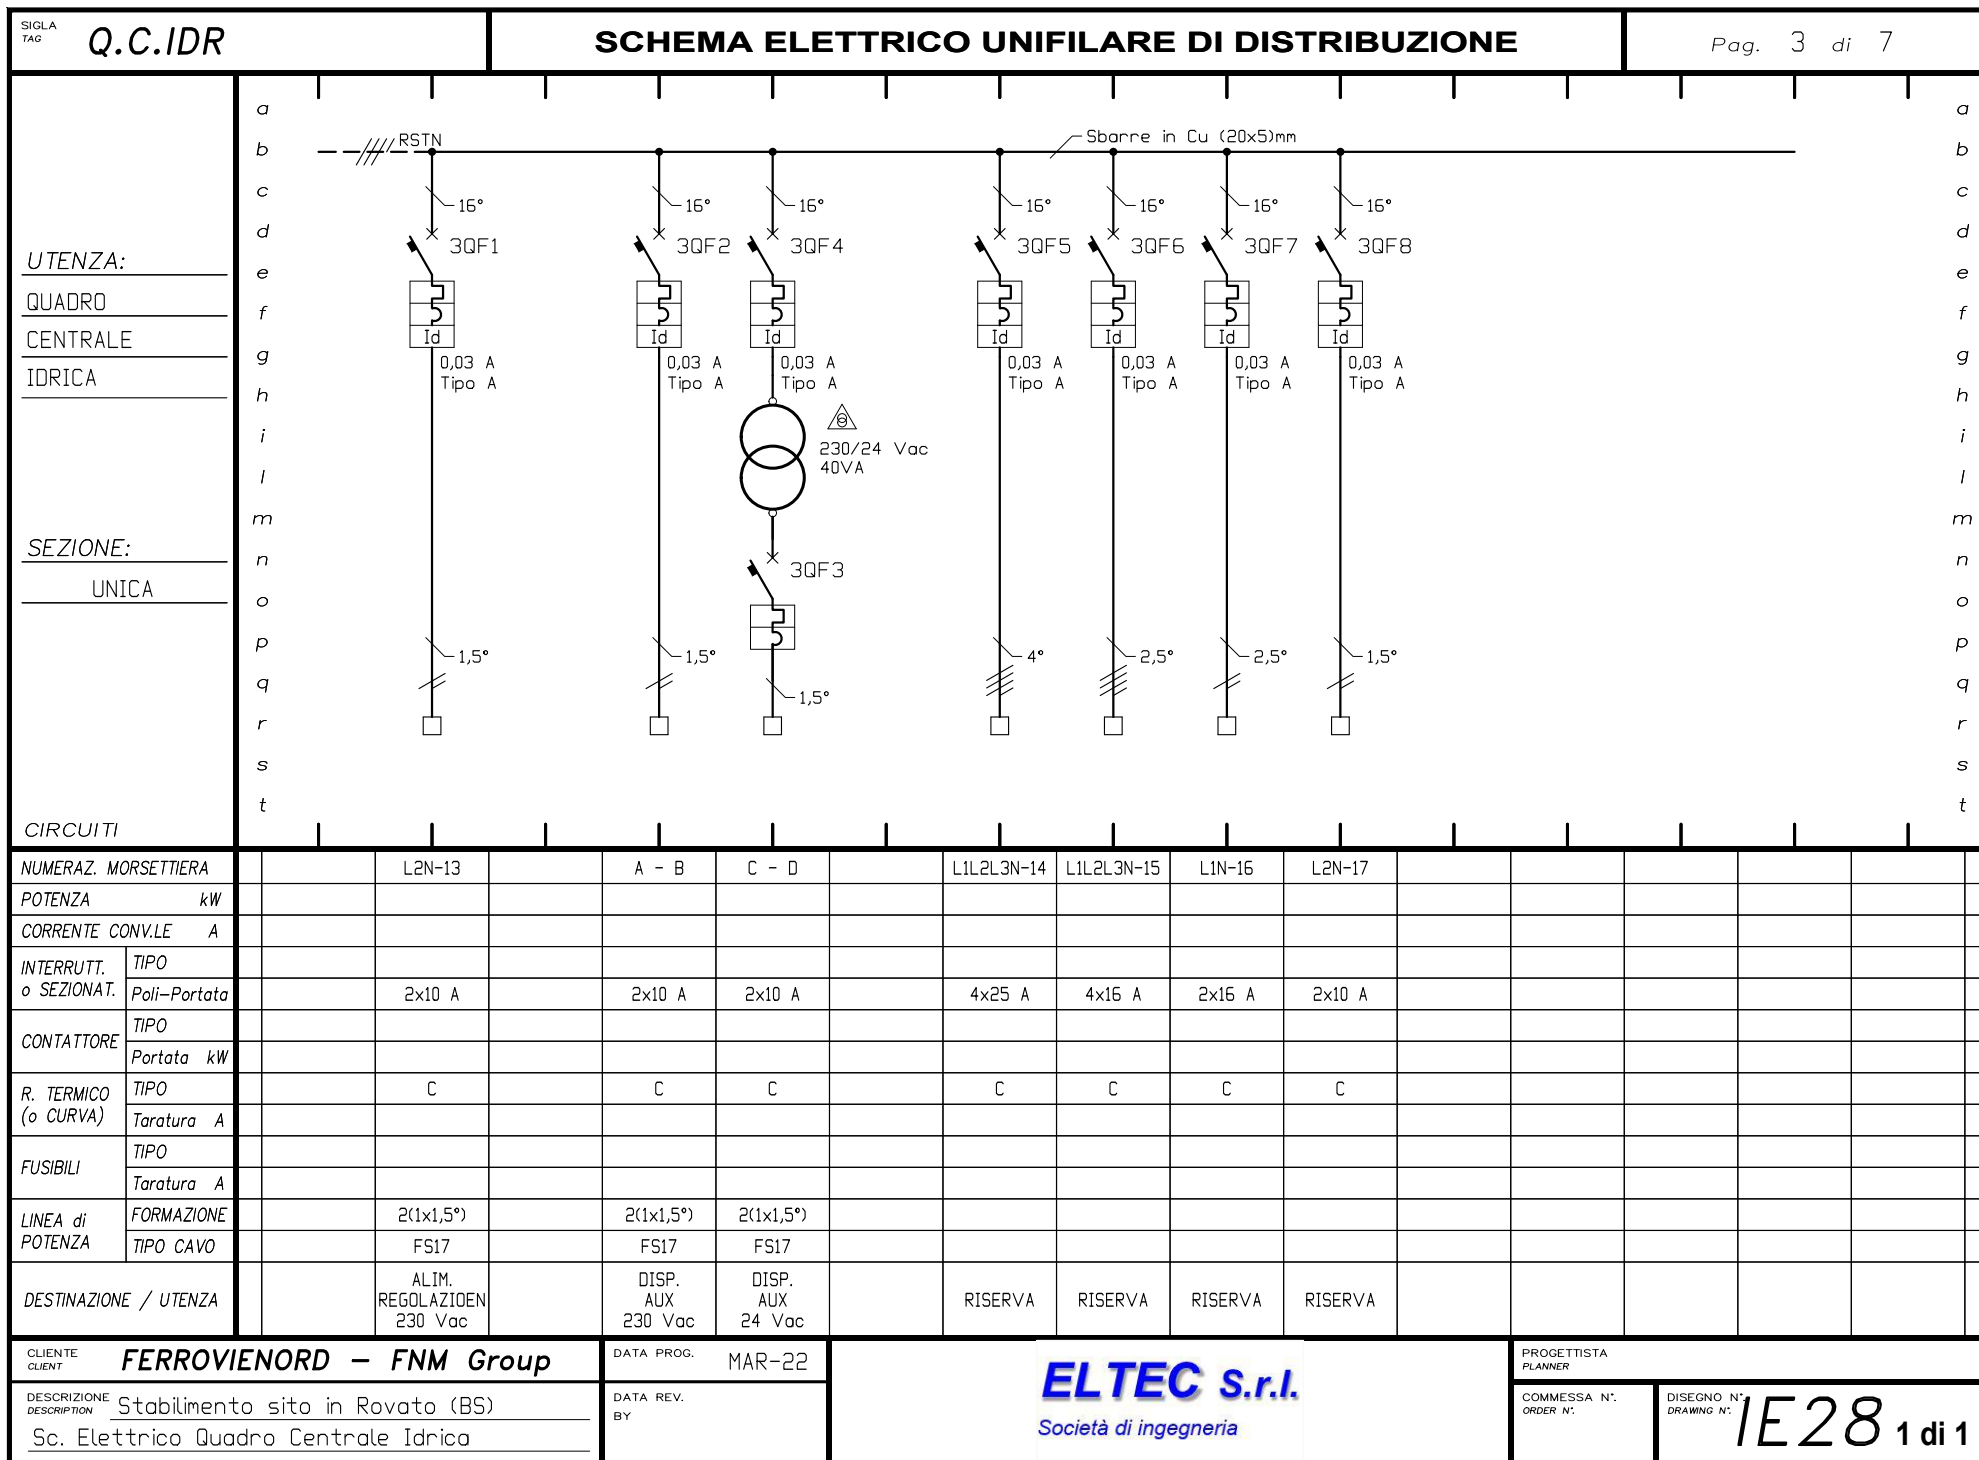 SIGLA
TAG
Q.C.IDR
SCHEMA ELETTRICO UNIFILARE DI DISTRIBUZIONE
Pag. 3 di 7
UTENZA:
QUADRO
CENTRALE
IDRICA
SEZIONE:
UNICA
CIRCUITI
a a
b b
c c
d d
e e
f f
g g
h h
i i
l l
m m
n n
o o
p p
q q
r r
s s
t t
RSTN
Sbarre in Cu (20x5)mm
16° 16° 16° 16° 16° 16° 16°
3QF1 3QF2 3QF4 3QF5 3QF6 3QF7 3QF8
Id Id Id Id Id Id Id
0,03 A 0,03 A 0,03 A 0,03 A 0,03 A 0,03 A 0,03 A
Tipo A Tipo A Tipo A Tipo A Tipo A Tipo A Tipo A
230/24 Vac
40VA
3QF3
1,5° 1,5° 4° 2,5° 2,5° 1,5°
1,5°
NUMERAZ. MORSETTIERA L2N-13 A - B C - D L1L2L3N-14 L1L2L3N-15 L1N-16 L2N-17
POTENZA kW
CORRENTE CONV.LE A
INTERRUTT.
o SEZIONAT.
TIPO
Poli-Portata 2x10 A 2x10 A 2x10 A 4x25 A 4x16 A 2x16 A 2x10 A
CONTATTORE
TIPO
Portata kW
R. TERMICO
(o CURVA)
TIPO C C C C C C C
Taratura A
FUSIBILI
TIPO
Taratura A
LINEA di
POTENZA
FORMAZIONE 2(1x1,5°) 2(1x1,5°) 2(1x1,5°)
TIPO CAVO FS17 FS17 FS17
DESTINAZIONE / UTENZA
ALIM.
REGOLAZIOEN
230 Vac
DISP.
AUX
230 Vac
DISP.
AUX
24 Vac
RISERVA RISERVA RISERVA RISERVA
CLIENTE
CLIENT
FERROVIENORD - FNM Group
DATA PROG. MAR-22
DESCRIZIONE
DESCRIPTION
Stabilimento sito in Rovato (BS)
Sc. Elettrico Quadro Centrale Idrica
DATA REV.
BY
ELTEC S.r.l.
Società di ingegneria
PROGETTISTA
PLANNER
COMMESSA N°.
ORDER N°.
DISEGNO N°.
DRAWING N°.
IE28 1 di 1